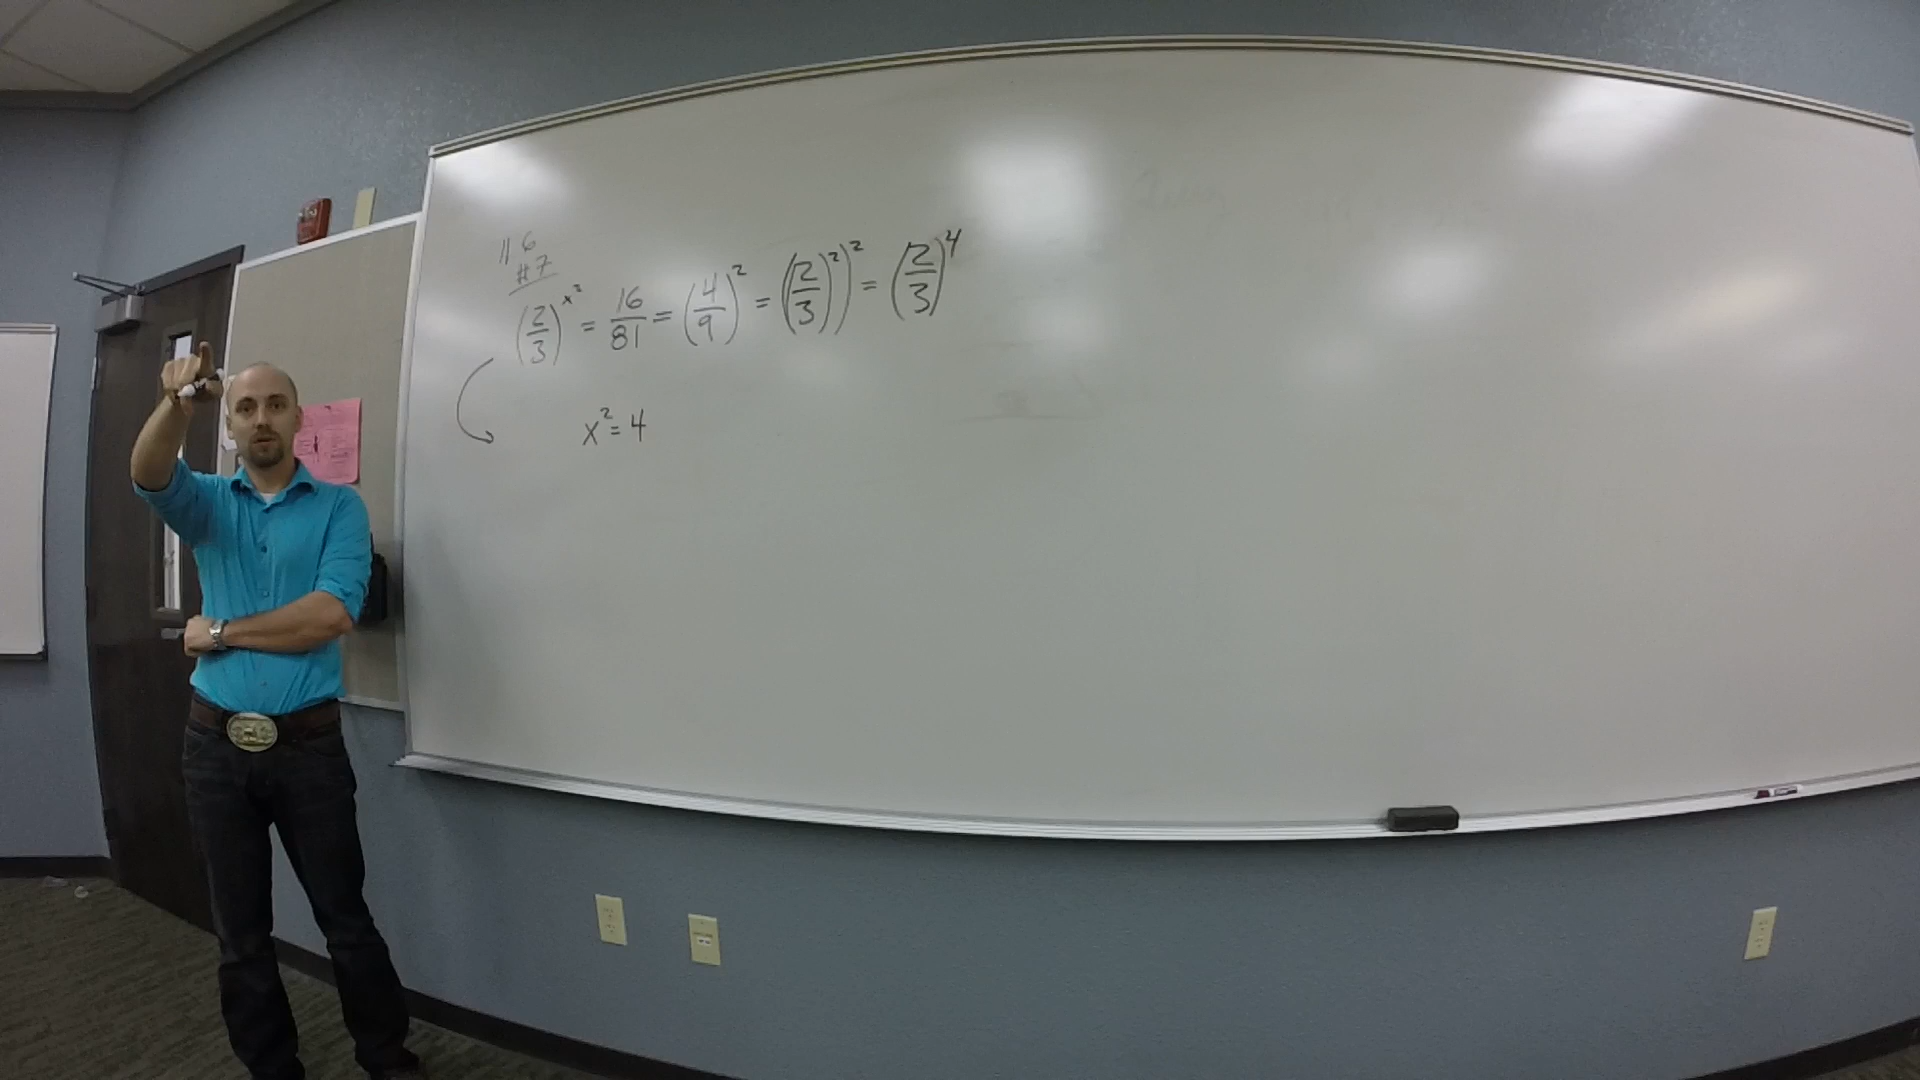 11 6
#7
(2/3)^x² = 16/81 = (4/9)² = ((2/3)²)² = (2/3)⁴
x² = 4